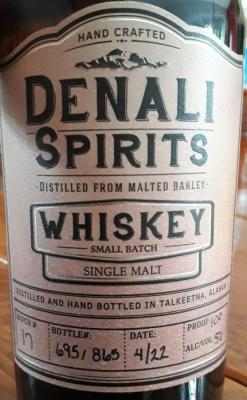 HAND CRAFTED
DENALI
SPIRITS
·DISTILLED FROM MALTED BARLEY·
WHISKEY
SMALL BATCH
SINGLE MALT
DISTILLED AND HAND BOTTLED IN TALKEETNA, ALASKA
BATCH # BOTTLE#: DATE: PROOF: 100
17 695/865 4/22 ALC/VOL: 50